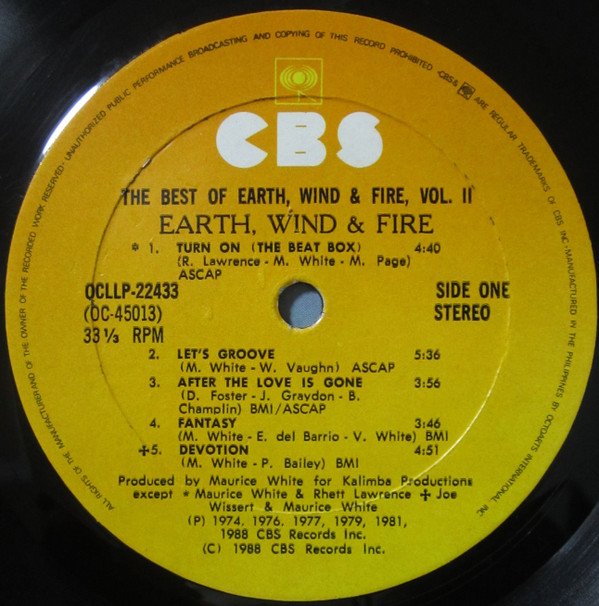 ALL RIGHTS OF THE MANUFACTURER AND OF THE OWNER OF THE RECORDED WORK RESERVED · UNAUTHORIZED PUBLIC PERFORMANCE BROADCASTING AND COPYING OF THIS RECORD PROHIBITED · CBS & ARE REGULAR TRADEMARKS OF CBS INC · MANUFACTURED IN THE PHILIPPINES BY OCTOARTS INTERNATIONAL INC
CBS
THE BEST OF EARTH, WIND & FIRE, VOL. II
EARTH, WIND & FIRE
* 1. TURN ON (THE BEAT BOX) 4:40
(R. Lawrence - M. White - M. Page)
ASCAP
OCLLP-22433 SIDE ONE
(OC-45013) STEREO
33 ⅓ RPM
2. LET'S GROOVE 5:36
(M. White - W. Vaughn) ASCAP
3. AFTER THE LOVE IS GONE 3:56
(D. Foster - J. Graydon - B.
Champlin) BMI/ASCAP
4. FANTASY 3:46
(M. White - E. del Barrio - V. White) BMI
✢5. DEVOTION 4:51
(M. White - P. Bailey) BMI
Produced by Maurice White for Kalimba Productions
except * Maurice White & Rhett Lawrence ✢ Joe
Wissert & Maurice White
(P) 1974. 1976. 1977, 1979, 1981,
1988 CBS Records Inc.
(C) 1988 CBS Records Inc.